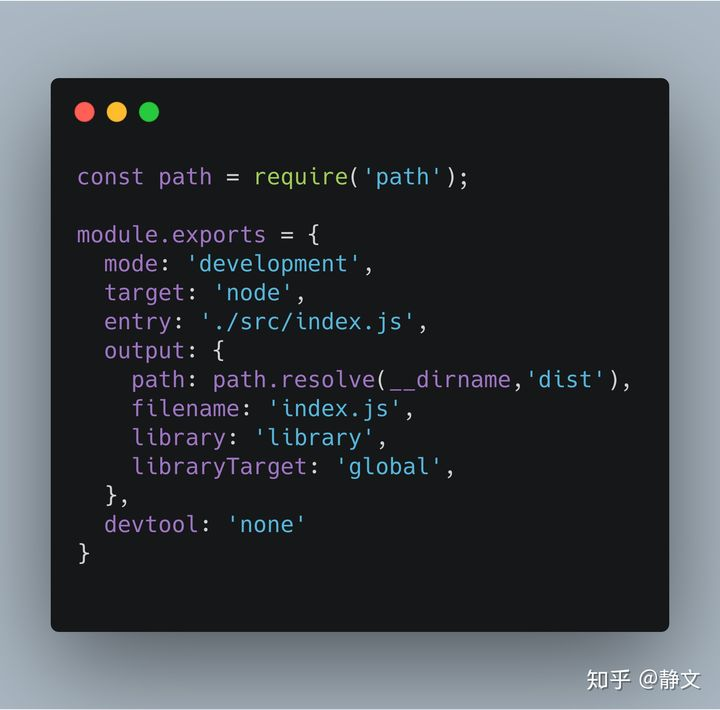 const path = require('path');
module.exports = {
  mode: 'development',
  target: 'node',
  entry: './src/index.js',
  output: {
    path: path.resolve(__dirname,'dist'),
    filename: 'index.js',
    library: 'library',
    libraryTarget: 'global',
  },
  devtool: 'none'
}
知乎 @静文